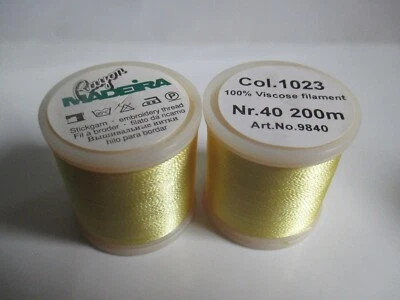 Rayon
MADEIRA
Stickgarn · embroidery thread
Fil a broder · filato da ricamo
Вышивальные нитки
hilo para bordar
Col.1023
100% Viscose filament
Nr.40 200m
Art.No.9840